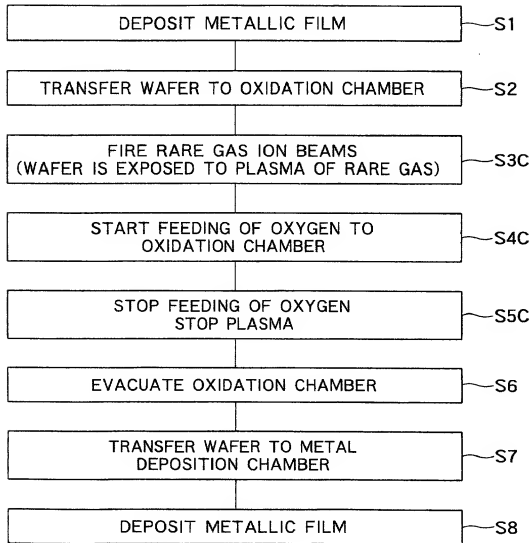 DEPOSIT METALLIC FILM
S1
TRANSFER WAFER TO OXIDATION CHAMBER
S2
FIRE RARE GAS ION BEAMS
(WAFER IS EXPOSED TO PLASMA OF RARE GAS)
S3C
START FEEDING OF OXYGEN TO
OXIDATION CHAMBER
S4C
STOP FEEDING OF OXYGEN
STOP PLASMA
S5C
EVACUATE OXIDATION CHAMBER
S6
TRANSFER WAFER TO METAL
DEPOSITION CHAMBER
S7
DEPOSIT METALLIC FILM
S8